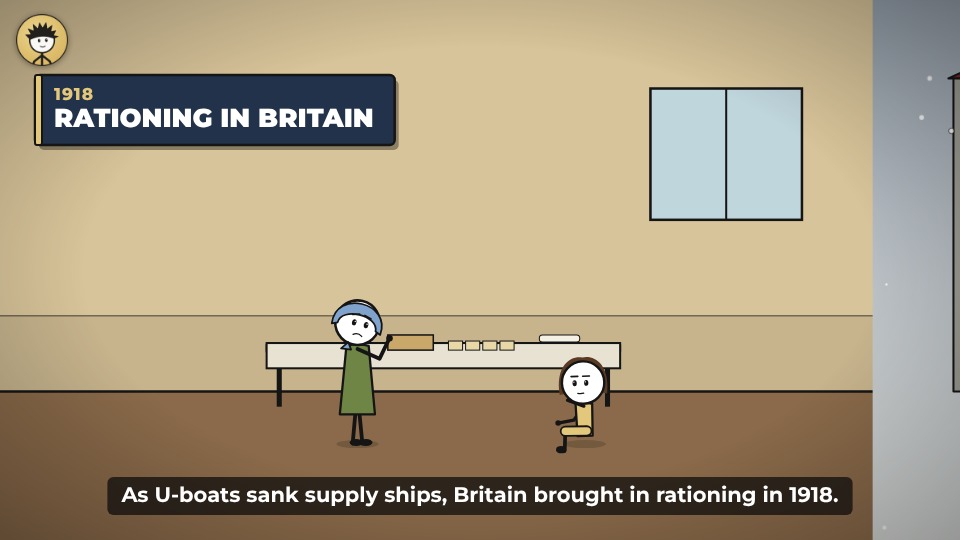 1918
RATIONING IN BRITAIN
As U-boats sank supply ships, Britain brought in rationing in 1918.